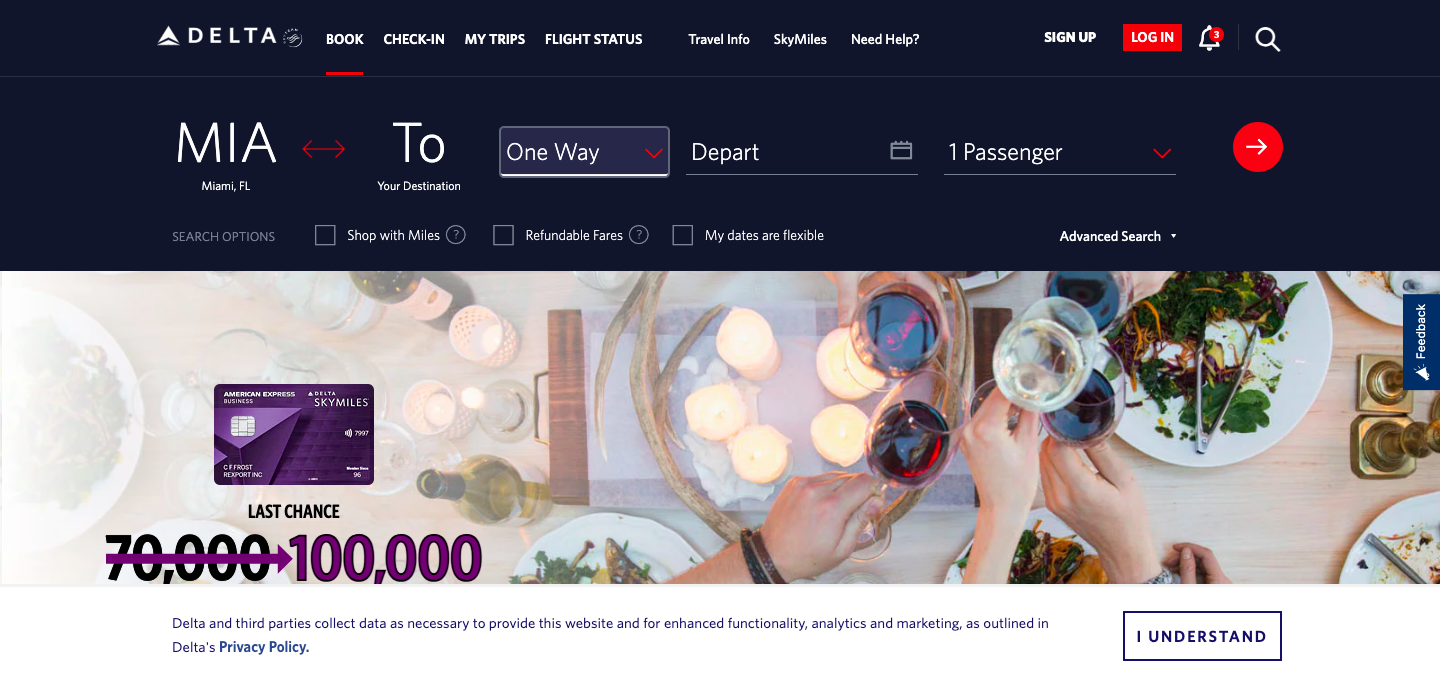 DELTA
BOOK CHECK-IN MY TRIPS FLIGHT STATUS Travel Info SkyMiles Need Help? SIGN UP LOG IN 3
MIA To One Way Depart 1 Passenger
Miami, FL Your Destination
SEARCH OPTIONS Shop with Miles ? Refundable Fares ? My dates are flexible Advanced Search
Feedback
AMERICAN EXPRESS DELTA
BUSINESS SKYMILES
7997
C F FROST Member Since
REXPORT INC 96
LAST CHANCE
70,000 100,000
Delta and third parties collect data as necessary to provide this website and for enhanced functionality, analytics and marketing, as outlined in
Delta's Privacy Policy.
I UNDERSTAND